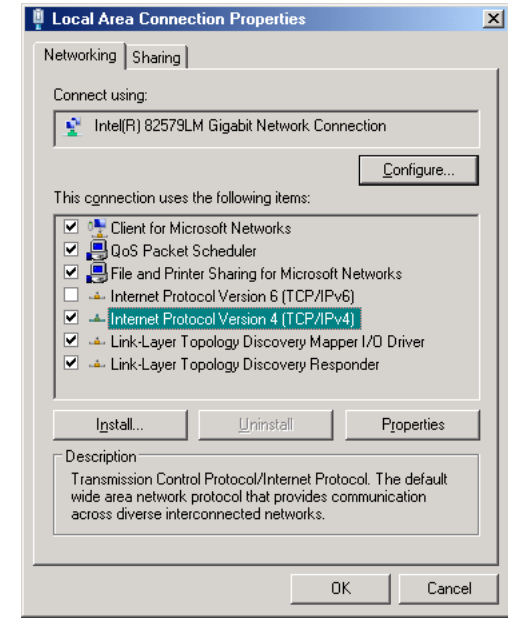 Local Area Connection Properties
Networking Sharing
Connect using:
Intel(R) 82579LM Gigabit Network Connection
Configure...
This connection uses the following items:
Client for Microsoft Networks
QoS Packet Scheduler
File and Printer Sharing for Microsoft Networks
Internet Protocol Version 6 (TCP/IPv6)
Internet Protocol Version 4 (TCP/IPv4)
Link-Layer Topology Discovery Mapper I/O Driver
Link-Layer Topology Discovery Responder
Install... Uninstall Properties
Description
Transmission Control Protocol/Internet Protocol. The default
wide area network protocol that provides communication
across diverse interconnected networks.
OK Cancel